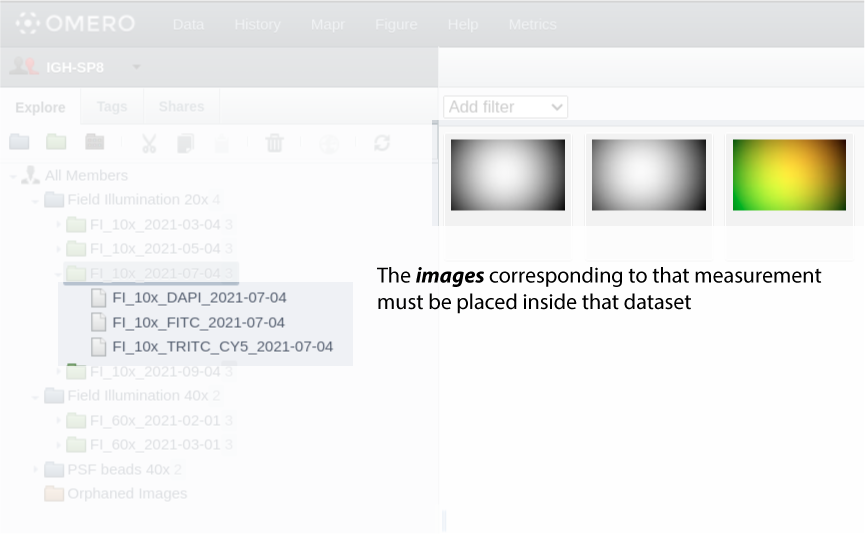 OMERO Data History Mapr Figure Help Metrics
IGH-SP8
Explore Tags Shares
Add filter
All Members
Field Illumination 20x 4
FI_10x_2021-03-04 3
FI_10x_2021-05-04 3
FI_10x_2021-07-04 3
The images corresponding to that measurement
must be placed inside that dataset
FI_10x_DAPI_2021-07-04
FI_10x_FITC_2021-07-04
FI_10x_TRITC_CY5_2021-07-04
FI_10x_2021-09-04 3
Field Illumination 40x 2
FI_60x_2021-02-01 3
FI_60x_2021-03-01 3
PSF beads 40x 2
Orphaned Images